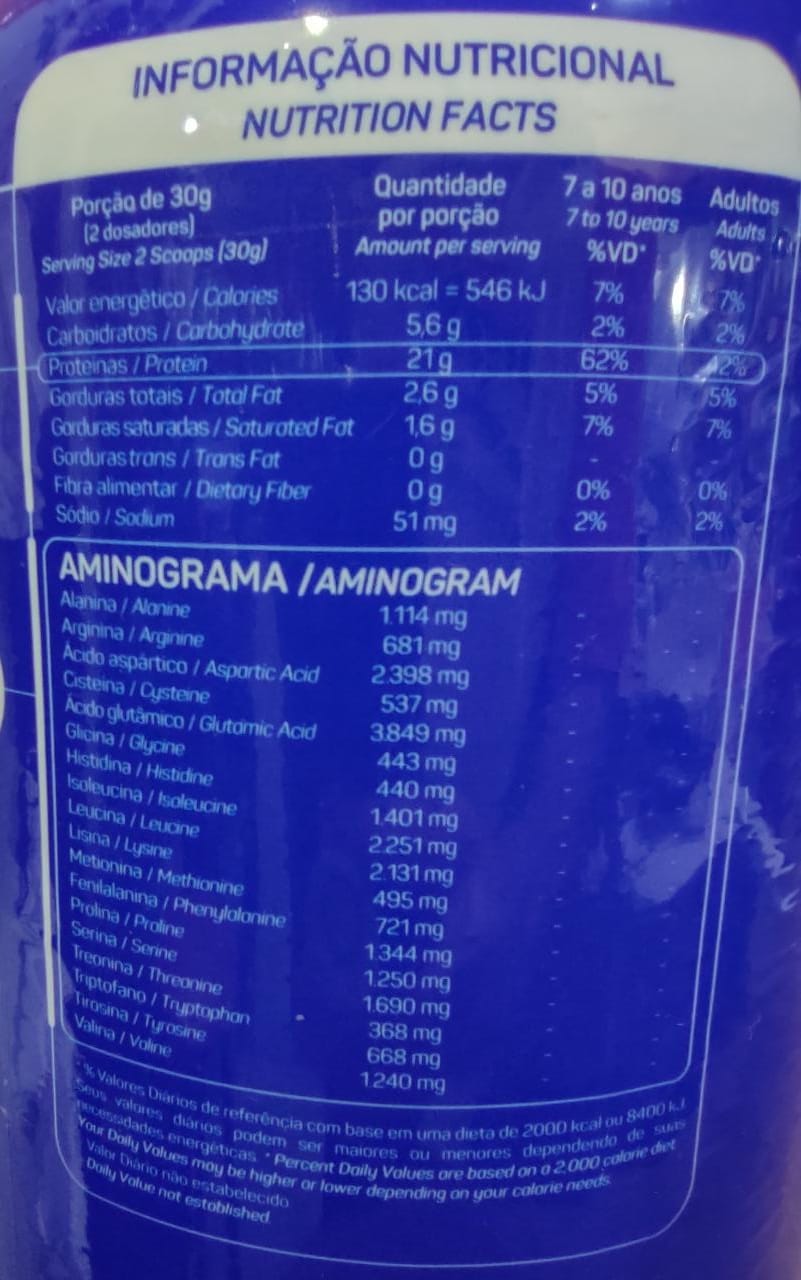 INFORMAÇÃO NUTRICIONAL
NUTRITION FACTS
Porção de 30g
(2 dosadores)
Serving Size 2 Scoops (30g)
Quantidade
por porção
Amount per serving
7 a 10 anos
7 to 10 years
%VD*
Adultos
Adults
%VD*
Valor energético / Calories 130 kcal = 546 kJ 7% 7%
Carboidratos / Carbohydrate 5,6 g 2% 2%
Proteínas / Protein 21g 62% 42%
Gorduras totais / Total Fat 2,6 g 5% 5%
Gorduras saturadas / Saturated Fat 1,6 g 7% 7%
Gorduras trans / Trans Fat 0 g - -
Fibra alimentar / Dietary Fiber 0 g 0% 0%
Sódio / Sodium 51 mg 2% 2%
AMINOGRAMA / AMINOGRAM
Alanina / Alanine 1.114 mg - -
Arginina / Arginine 681 mg - -
Ácido aspártico / Aspartic Acid 2.398 mg - -
Cisteína / Cysteine 537 mg - -
Ácido glutâmico / Glutamic Acid 3.849 mg - -
Glicina / Glycine 443 mg - -
Histidina / Histidine 440 mg - -
Isoleucina / Isoleucine 1.401 mg - -
Leucina / Leucine 2.251 mg - -
Lisina / Lysine 2.131 mg - -
Metionina / Methionine 495 mg - -
Fenilalanina / Phenylalanine 721 mg - -
Prolina / Proline 1.344 mg - -
Serina / Serine 1.250 mg - -
Treonina / Threonine 1.690 mg - -
Triptofano / Tryptophan 368 mg - -
Tirosina / Tyrosine 668 mg - -
Valina / Valine 1.240 mg - -
* % Valores Diários de referência com base em uma dieta de 2000 kcal ou 8400 kJ.
Seus valores diários podem ser maiores ou menores dependendo de suas
necessidades energéticas. * Percent Daily Values are based on a 2,000 calorie diet.
Your Daily Values may be higher or lower depending on your calorie needs.
Valor Diário não estabelecido
Daily Value not established.